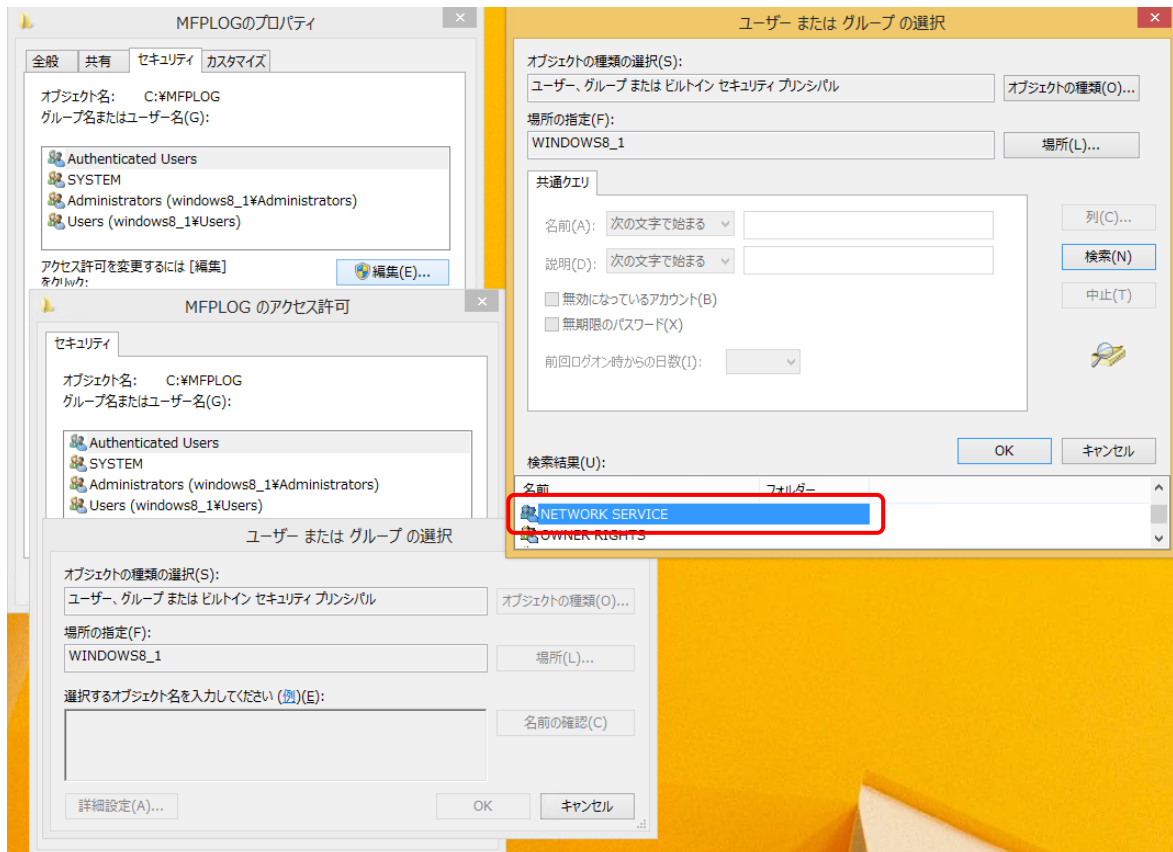 MFPLOGのプロパティ
全般 共有 セキュリティ カスタマイズ
オブジェクト名: C:¥MFPLOG
グループ名またはユーザー名(G):
Authenticated Users
SYSTEM
Administrators (windows8_1¥Administrators)
Users (windows8_1¥Users)
アクセス許可を変更するには [編集]
をクリック:
編集(E)...
MFPLOG のアクセス許可
セキュリティ
オブジェクト名: C:¥MFPLOG
グループ名またはユーザー名(G):
Authenticated Users
SYSTEM
Administrators (windows8_1¥Administrators)
Users (windows8_1¥Users)
ユーザー または グループ の選択
オブジェクトの種類の選択(S):
ユーザー、グループ または ビルトイン セキュリティ プリンシパル
オブジェクトの種類(O)...
場所の指定(F):
WINDOWS8_1
場所(L)...
選択するオブジェクト名を入力してください (例)(E):
名前の確認(C)
詳細設定(A)...
OK
キャンセル
ユーザー または グループ の選択
オブジェクトの種類の選択(S):
ユーザー、グループ または ビルトイン セキュリティ プリンシパル
オブジェクトの種類(O)...
場所の指定(F):
WINDOWS8_1
場所(L)...
共通クエリ
名前(A): 次の文字で始まる
説明(D): 次の文字で始まる
無効になっているアカウント(B)
無期限のパスワード(X)
前回ログオン時からの日数(I):
列(C)...
検索(N)
中止(T)
OK
キャンセル
検索結果(U):
名前 フォルダー
NETWORK SERVICE
OWNER RIGHTS